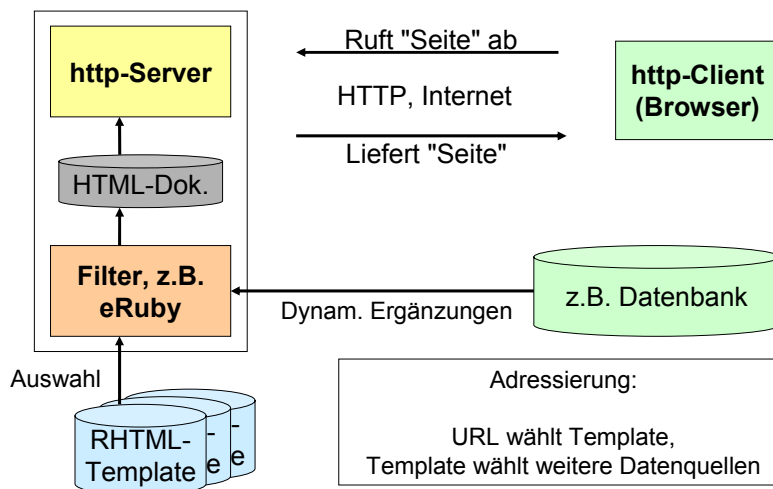 http-Server
Ruft "Seite" ab
HTTP, Internet
Liefert "Seite"
http-Client
(Browser)
HTML-Dok.
Filter, z.B.
eRuby
Dynam. Ergänzungen
z.B. Datenbank
Auswahl
RHTML-
Template
-
e
-
e
Adressierung:
URL wählt Template,
Template wählt weitere Datenquellen